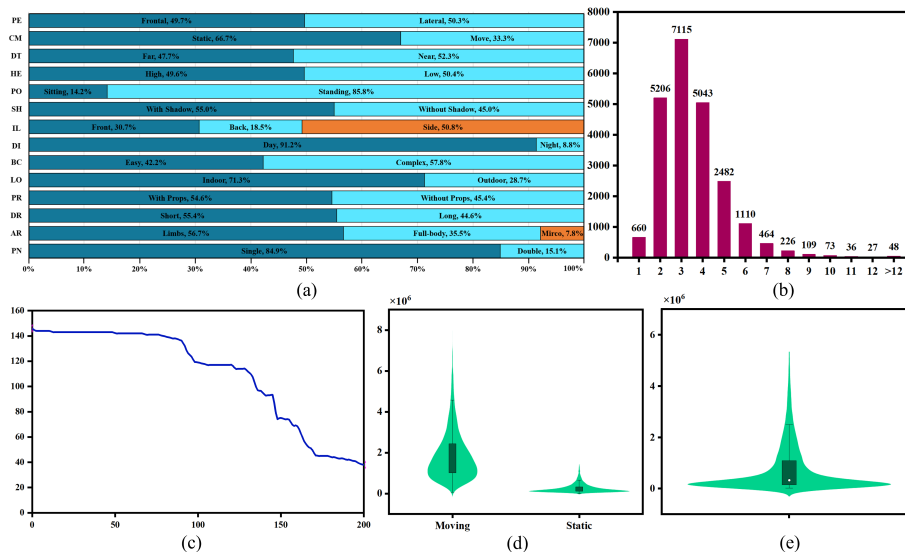 PE Frontal, 49.7% Lateral, 50.3%
CM Static, 66.7% Move, 33.3%
DT Far, 47.7% Near, 52.3%
HE High, 49.6% Low, 50.4%
PO Sitting, 14.2% Standing, 85.8%
SH With Shadow, 55.0% Without Shadow, 45.0%
IL Front, 30.7% Back, 18.5% Side, 50.8%
DI Day, 91.2% Night, 8.8%
BC Easy, 42.2% Complex, 57.8%
LO Indoor, 71.3% Outdoor, 28.7%
PR With Props, 54.6% Without Props, 45.4%
DR Short, 55.4% Long, 44.6%
AR Limbs, 56.7% Full-body, 35.5% Mirco, 7.8%
PN Single, 84.9% Double, 15.1%
0% 10% 20% 30% 40% 50% 60% 70% 80% 90% 100%
(a)
8000
7000
6000
5000
4000
3000
2000
1000
0
660 5206 7115 5043 2482 1110 464 226 109 73 36 27 48
1 2 3 4 5 6 7 8 9 10 11 12 >12
(b)
160
140
120
100
80
60
40
20
0
0 50 100 150 200
(c)
×10⁶
8
6
4
2
0
Moving Static
(d)
×10⁶
6
4
2
0
(e)